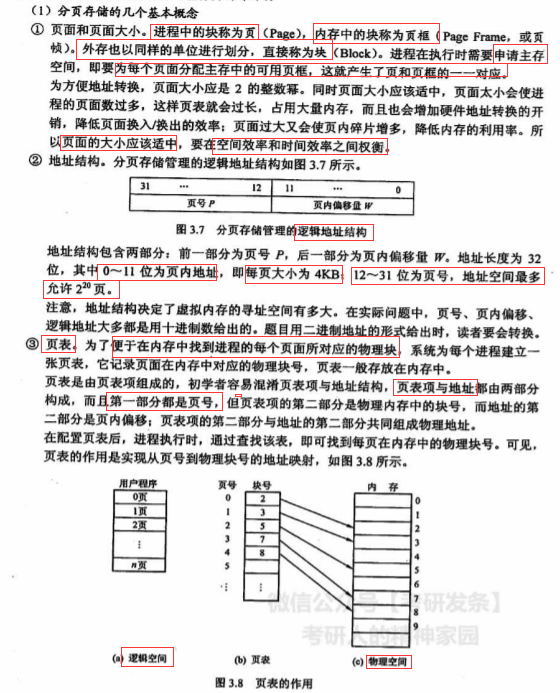 （1）分页存储的几个基本概念
① 页面和页面大小。进程中的块称为页（Page），内存中的块称为页框（Page Frame，或页
帧）。外存也以同样的单位进行划分，直接称为块（Block）。进程在执行时需要申请主存
空间，即要为每个页面分配主存中的可用页框，这就产生了页和页框的一一对应。
为方便地址转换，页面大小应是 2 的整数幂。同时页面大小应该适中，页面太小会使进
程的页面数过多，这样页表就会过长，占用大量内存，而且也会增加硬件地址转换的开
销，降低页面换入/换出的效率；页面过大又会使页内碎片增多，降低内存的利用率。所
以页面的大小应该适中，要在空间效率和时间效率之间权衡。
② 地址结构。分页存储管理的逻辑地址结构如图 3.7 所示。
31 … 12 11 … 0
页号 P 页内偏移量 W
图 3.7 分页存储管理的逻辑地址结构
地址结构包含两部分：前一部分为页号 P，后一部分为页内偏移量 W。地址长度为 32
位，其中 0～11 位为页内地址，即每页大小为 4KB；12～31 位为页号，地址空间最多
允许 2²⁰ 页。
注意，地址结构决定了虚拟内存的寻址空间有多大。在实际问题中，页号、页内偏移、
逻辑地址大多都是用十进制数给出的。题目用二进制地址的形式给出时，读者要会转换。
③ 页表。为了便于在内存中找到进程的每个页面所对应的物理块，系统为每个进程建立一
张页表，它记录页面在内存中对应的物理块号，页表一般存放在内存中。
页表是由页表项组成的，初学者容易混淆页表项与地址结构，页表项与地址都由两部分
构成，而且第一部分都是页号，但页表项的第二部分是物理内存中的块号，而地址的第
二部分是页内偏移；页表项的第二部分与地址的第二部分共同组成物理地址。
在配置页表后，进程执行时，通过查找该表，即可找到每页在内存中的物理块号。可见，
页表的作用是实现从页号到物理块号的地址映射，如图 3.8 所示。
用户程序
0页
1页
2页
⋮
n页
(a) 逻辑空间
页号 块号
0 2
1 3
2 5
3 7
4 8
5
⋮ ⋮
(b) 页表
内 存
0
1
2
3
4
5
6
7
8
9
(c) 物理空间
微信公众号【考研发条】
考研人的精神家园
图 3.8 页表的作用